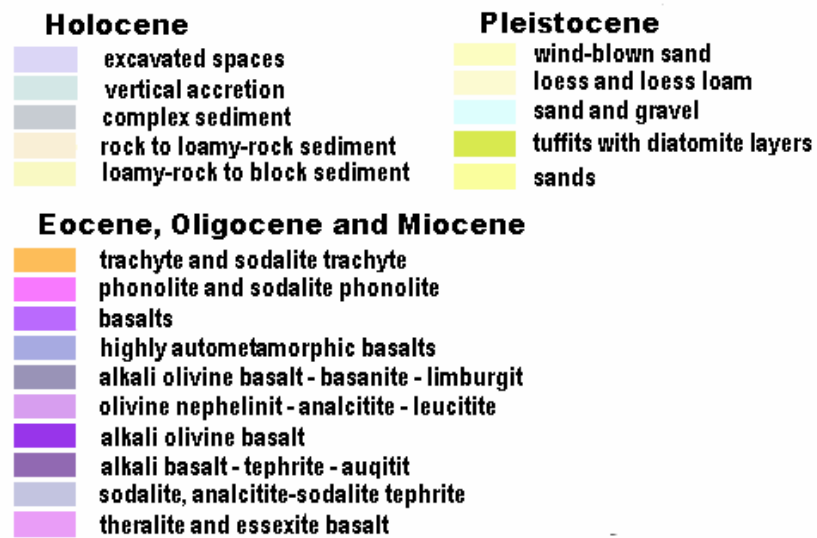 Holocene
excavated spaces
vertical accretion
complex sediment
rock to loamy-rock sediment
loamy-rock to block sediment
Pleistocene
wind-blown sand
loess and loess loam
sand and gravel
tuffits with diatomite layers
sands
Eocene, Oligocene and Miocene
trachyte and sodalite trachyte
phonolite and sodalite phonolite
basalts
highly autometamorphic basalts
alkali olivine basalt - basanite - limburgit
olivine nephelinit - analcitite - leucitite
alkali olivine basalt
alkali basalt - tephrite - auqitit
sodalite, analcitite-sodalite tephrite
theralite and essexite basalt